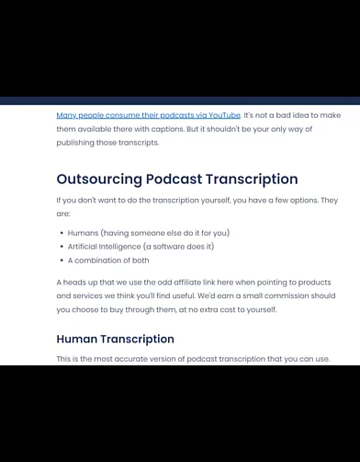 Many people consume their podcasts via YouTube. It's not a bad idea to make
them available there with captions. But it shouldn't be your only way of
publishing those transcripts.
Outsourcing Podcast Transcription
If you don't want to do the transcription yourself, you have a few options. They
are:
• Humans (having someone else do it for you)
• Artificial Intelligence (a software does it)
• A combination of both
A heads up that we use the odd affiliate link here when pointing to products
and services we think you'll find useful. We'd earn a small commission should
you choose to buy through them, at no extra cost to yourself.
Human Transcription
This is the most accurate version of podcast transcription that you can use.